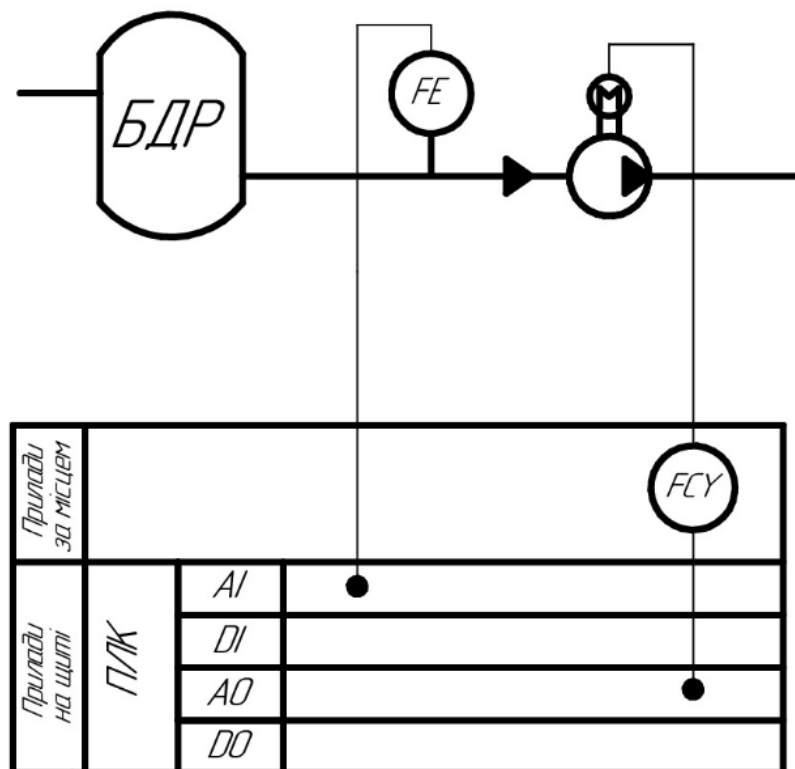 БДР
FE
M
FCY
Прилади
за місцем
Прилади
на щиті
ПЛК
AI
DI
AO
DO